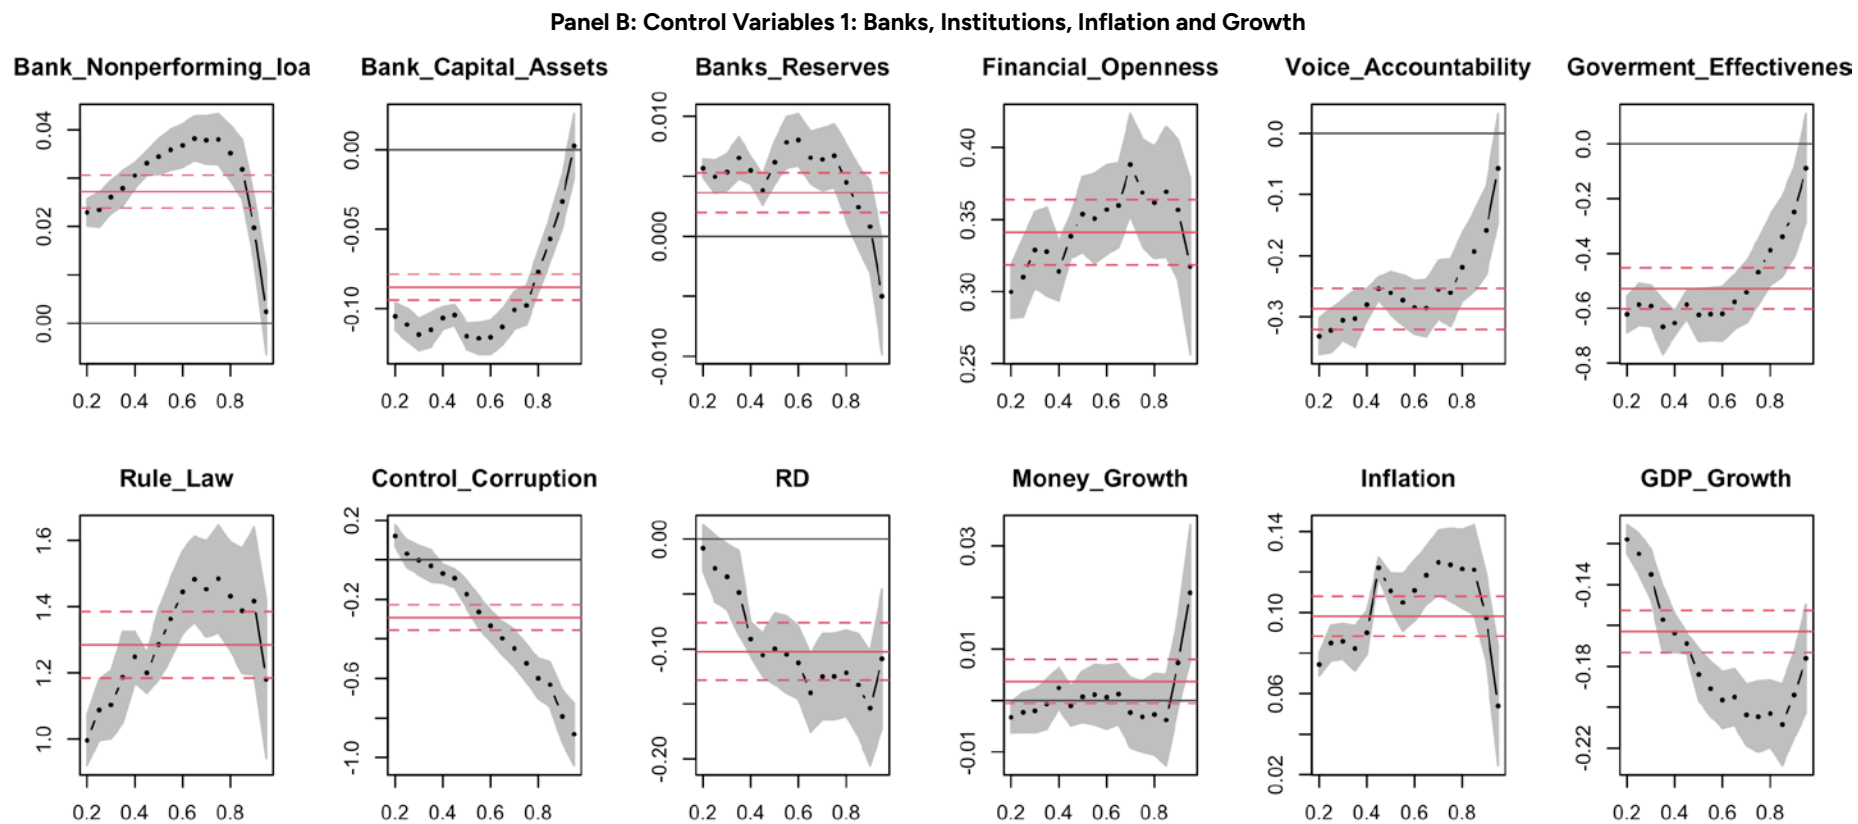 Panel B: Control Variables 1: Banks, Institutions, Inflation and Growth
Bank_Nonperforming_loa
0.04
0.02
0.00
0.2 0.4 0.6 0.8
Bank_Capital_Assets
0.00
-0.05
-0.10
0.2 0.4 0.6 0.8
Banks_Reserves
0.010
0.000
-0.010
0.2 0.4 0.6 0.8
Financial_Openness
0.40
0.35
0.30
0.25
0.2 0.4 0.6 0.8
Voice_Accountability
0.0
-0.1
-0.2
-0.3
0.2 0.4 0.6 0.8
Goverment_Effectivenes
0.0
-0.2
-0.4
-0.6
-0.8
0.2 0.4 0.6 0.8
Rule_Law
1.6
1.4
1.2
1.0
0.2 0.4 0.6 0.8
Control_Corruption
0.2
-0.2
-0.6
-1.0
0.2 0.4 0.6 0.8
RD
0.00
-0.10
-0.20
0.2 0.4 0.6 0.8
Money_Growth
0.03
0.01
-0.01
0.2 0.4 0.6 0.8
Inflation
0.14
0.10
0.06
0.02
0.2 0.4 0.6 0.8
GDP_Growth
-0.14
-0.18
-0.22
0.2 0.4 0.6 0.8